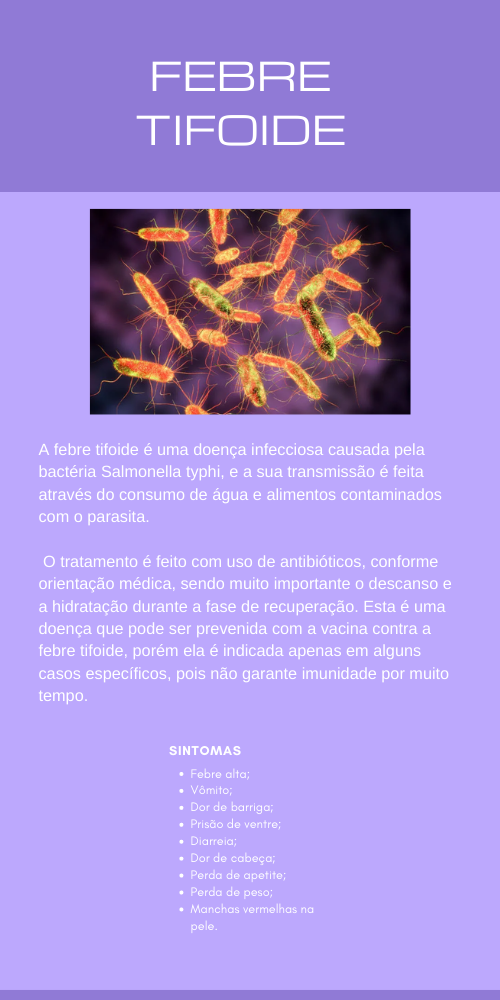 FEBRE
TIFOIDE
A febre tifoide é uma doença infecciosa causada pela
bactéria Salmonella typhi, e a sua transmissão é feita
através do consumo de água e alimentos contaminados
com o parasita.
O tratamento é feito com uso de antibióticos, conforme
orientação médica, sendo muito importante o descanso e
a hidratação durante a fase de recuperação. Esta é uma
doença que pode ser prevenida com a vacina contra a
febre tifoide, porém ela é indicada apenas em alguns
casos específicos, pois não garante imunidade por muito
tempo.
SINTOMAS
• Febre alta;
• Vômito;
• Dor de barriga;
• Prisão de ventre;
• Diarreia;
• Dor de cabeça;
• Perda de apetite;
• Perda de peso;
• Manchas vermelhas na
pele.